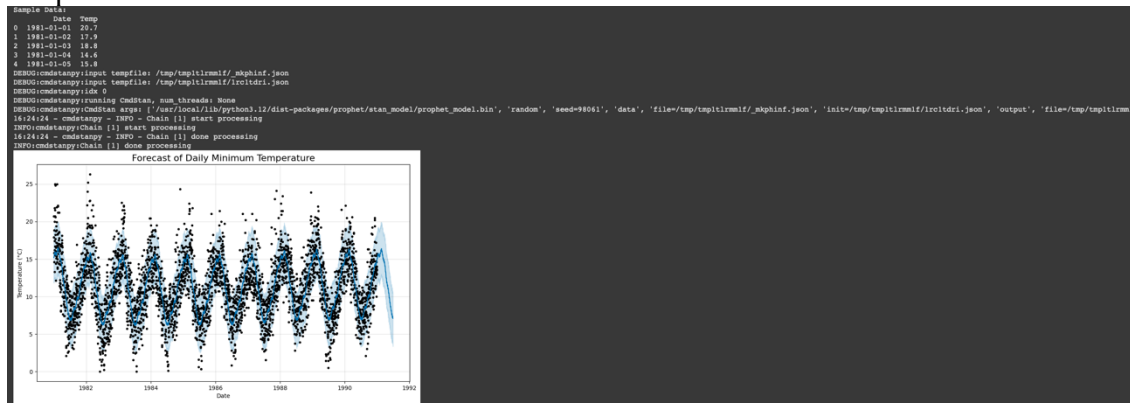 Sample Data:
Date Temp
0 1981-01-01 20.7
1 1981-01-02 17.9
2 1981-01-03 18.8
3 1981-01-04 14.6
4 1981-01-05 15.8
DEBUG:cmdstanpy:input tempfile: /tmp/tmpltlrmmlf/_mkphinf.json
DEBUG:cmdstanpy:input tempfile: /tmp/tmpltlrmmlf/lrcltdri.json
DEBUG:cmdstanpy:idx 0
DEBUG:cmdstanpy:running CmdStan, num_threads: None
DEBUG:cmdstanpy:CmdStan args: ['/usr/local/lib/python3.12/dist-packages/prophet/stan_model/prophet_model.bin', 'random', 'seed=98061', 'data', 'file=/tmp/tmpltlrmmlf/_mkphinf.json', 'init=/tmp/tmpltlrmmlf/lrcltdri.json', 'output', 'file=/tmp/tmpltlrmm
16:24:24 - cmdstanpy - INFO - Chain [1] start processing
INFO:cmdstanpy:Chain [1] start processing
16:24:24 - cmdstanpy - INFO - Chain [1] done processing
INFO:cmdstanpy:Chain [1] done processing
Forecast of Daily Minimum Temperature
25
20
15
10
5
0
Temperature (°C)
1982 1984 1986 1988 1990 1992
Date